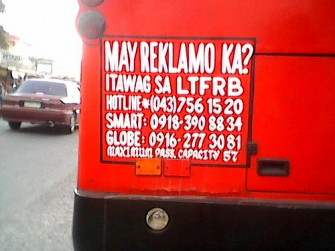 MAY REKLAMO KA?
ITAWAG SA LTFRB
HOTLINE# (043) 756 15 20
SMART: 0918-390 88 34
GLOBE: 0916-277 30 81
MAXIMUM PASS. CAPACITY 57